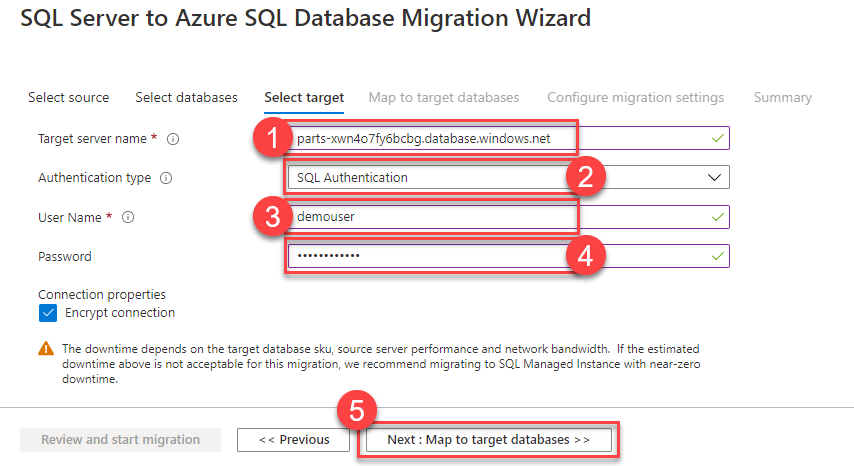 SQL Server to Azure SQL Database Migration Wizard
Select source Select databases Select target Map to target databases Configure migration settings Summary
Target server name * 1 parts-xwn4o7fy6bcbg.database.windows.net
Authentication type SQL Authentication 2
User Name * 3 demouser
Password •••••••••••• 4
Connection properties
Encrypt connection
The downtime depends on the target database sku, source server performance and network bandwidth. If the estimated
downtime above is not acceptable for this migration, we recommend migrating to SQL Managed Instance with near-zero
downtime.
5
Review and start migration << Previous Next : Map to target databases >>